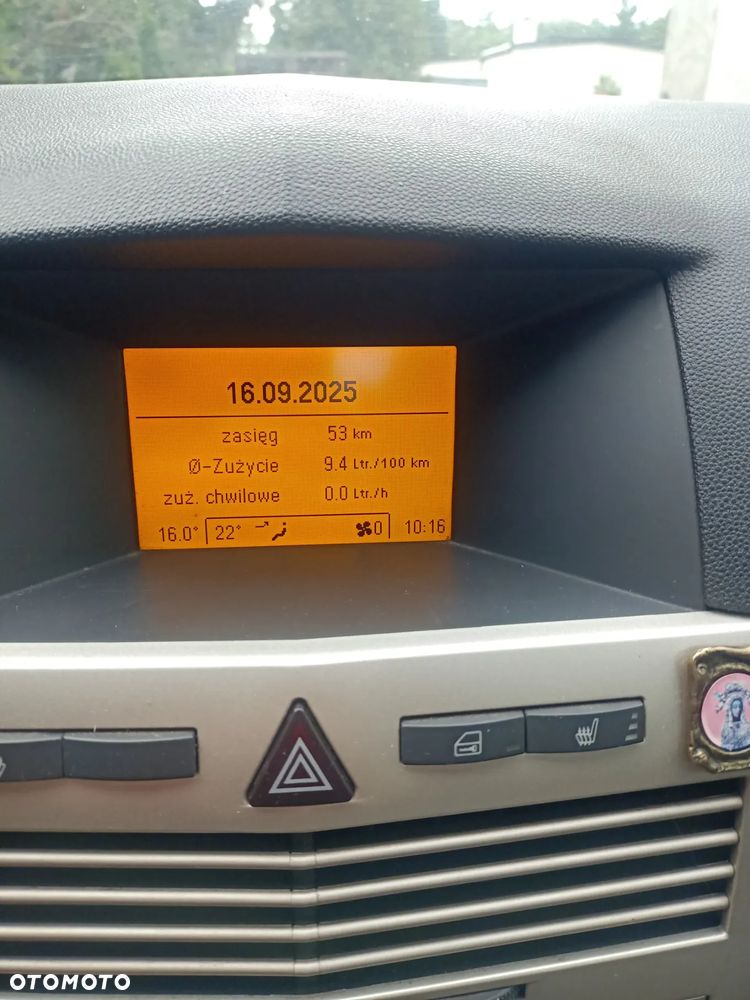 16.09.2025
zasięg 53 km
Ø-Zużycie 9.4 Ltr./100 km
zuż. chwilowe 0.0 Ltr./h
16.0° 22° 0 10:16
OTOMOTO